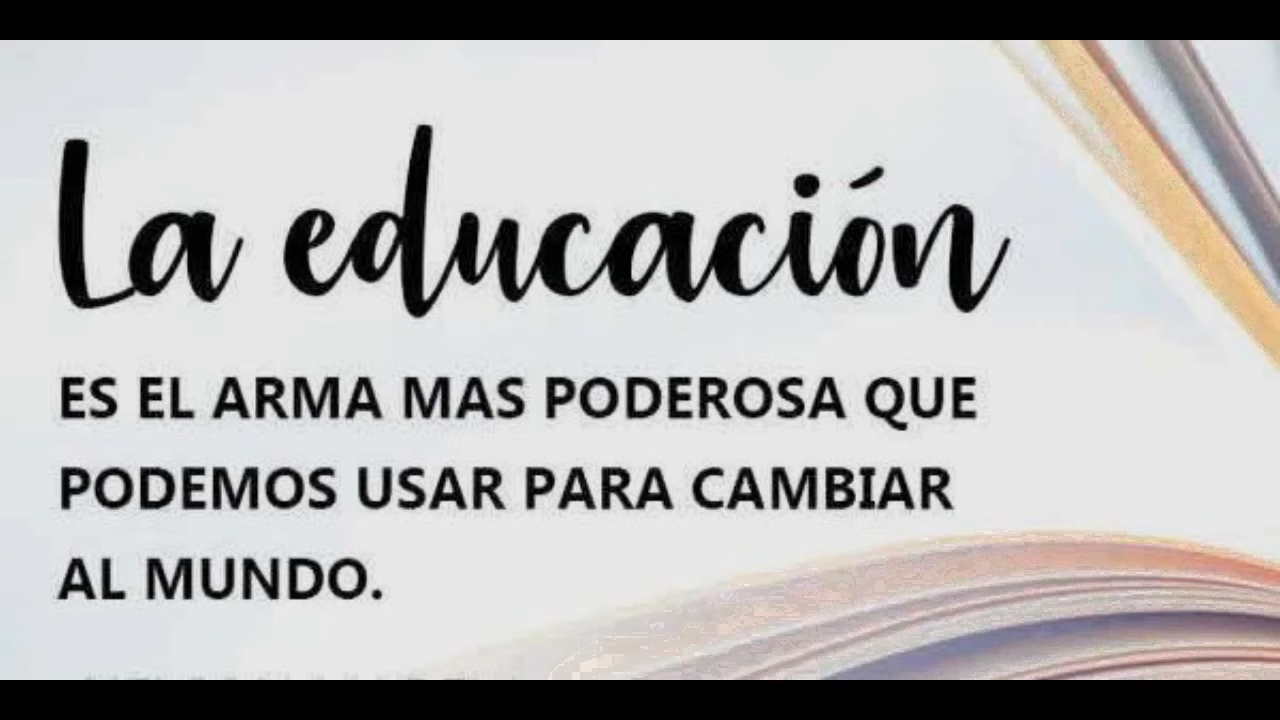 La educación
ES EL ARMA MAS PODEROSA QUE
PODEMOS USAR PARA CAMBIAR
AL MUNDO.